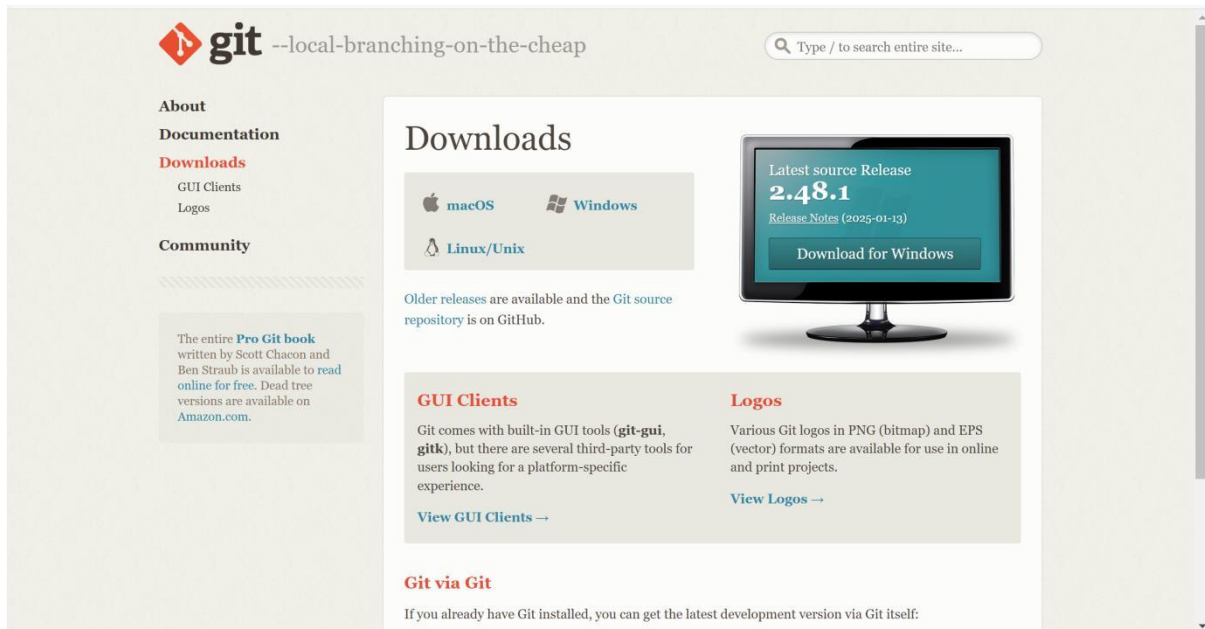 git --local-branching-on-the-cheap
Type / to search entire site...
About
Documentation
Downloads
GUI Clients
Logos
Community
The entire Pro Git book
written by Scott Chacon and
Ben Straub is available to read
online for free. Dead tree
versions are available on
Amazon.com.
Downloads
macOS
Windows
Linux/Unix
Older releases are available and the Git source
repository is on GitHub.
Latest source Release
2.48.1
Release Notes (2025-01-13)
Download for Windows
GUI Clients
Git comes with built-in GUI tools (git-gui,
gitk), but there are several third-party tools for
users looking for a platform-specific
experience.
View GUI Clients →
Logos
Various Git logos in PNG (bitmap) and EPS
(vector) formats are available for use in online
and print projects.
View Logos →
Git via Git
If you already have Git installed, you can get the latest development version via Git itself: